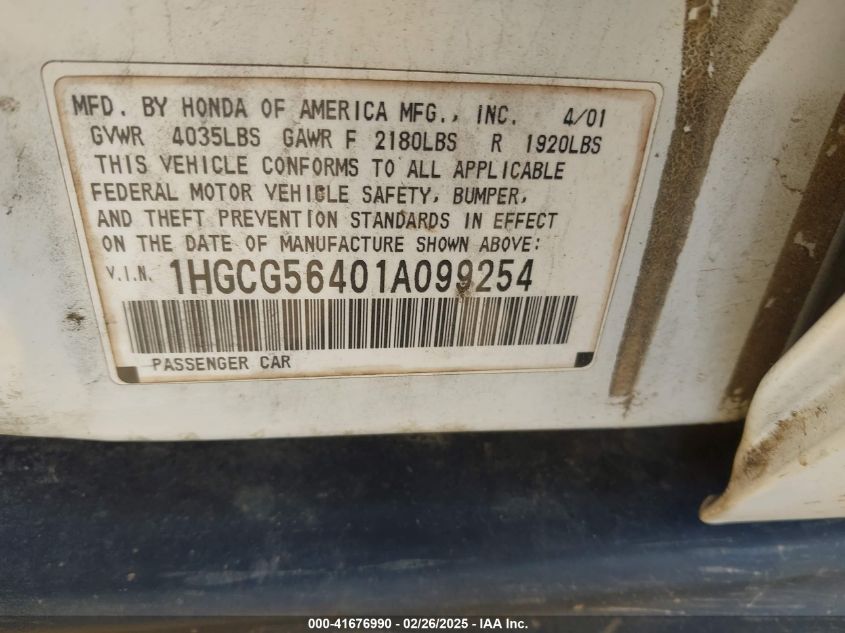 MFD. BY HONDA OF AMERICA MFG., INC. 4/01
GVWR 4035LBS GAWR F 2180LBS R 1920LBS
THIS VEHICLE CONFORMS TO ALL APPLICABLE
FEDERAL MOTOR VEHICLE SAFETY, BUMPER,
AND THEFT PREVENTION STANDARDS IN EFFECT
ON THE DATE OF MANUFACTURE SHOWN ABOVE:
V.I.N. 1HGCG56401A099254
PASSENGER CAR
000-41676990 - 02/26/2025 - IAA Inc.